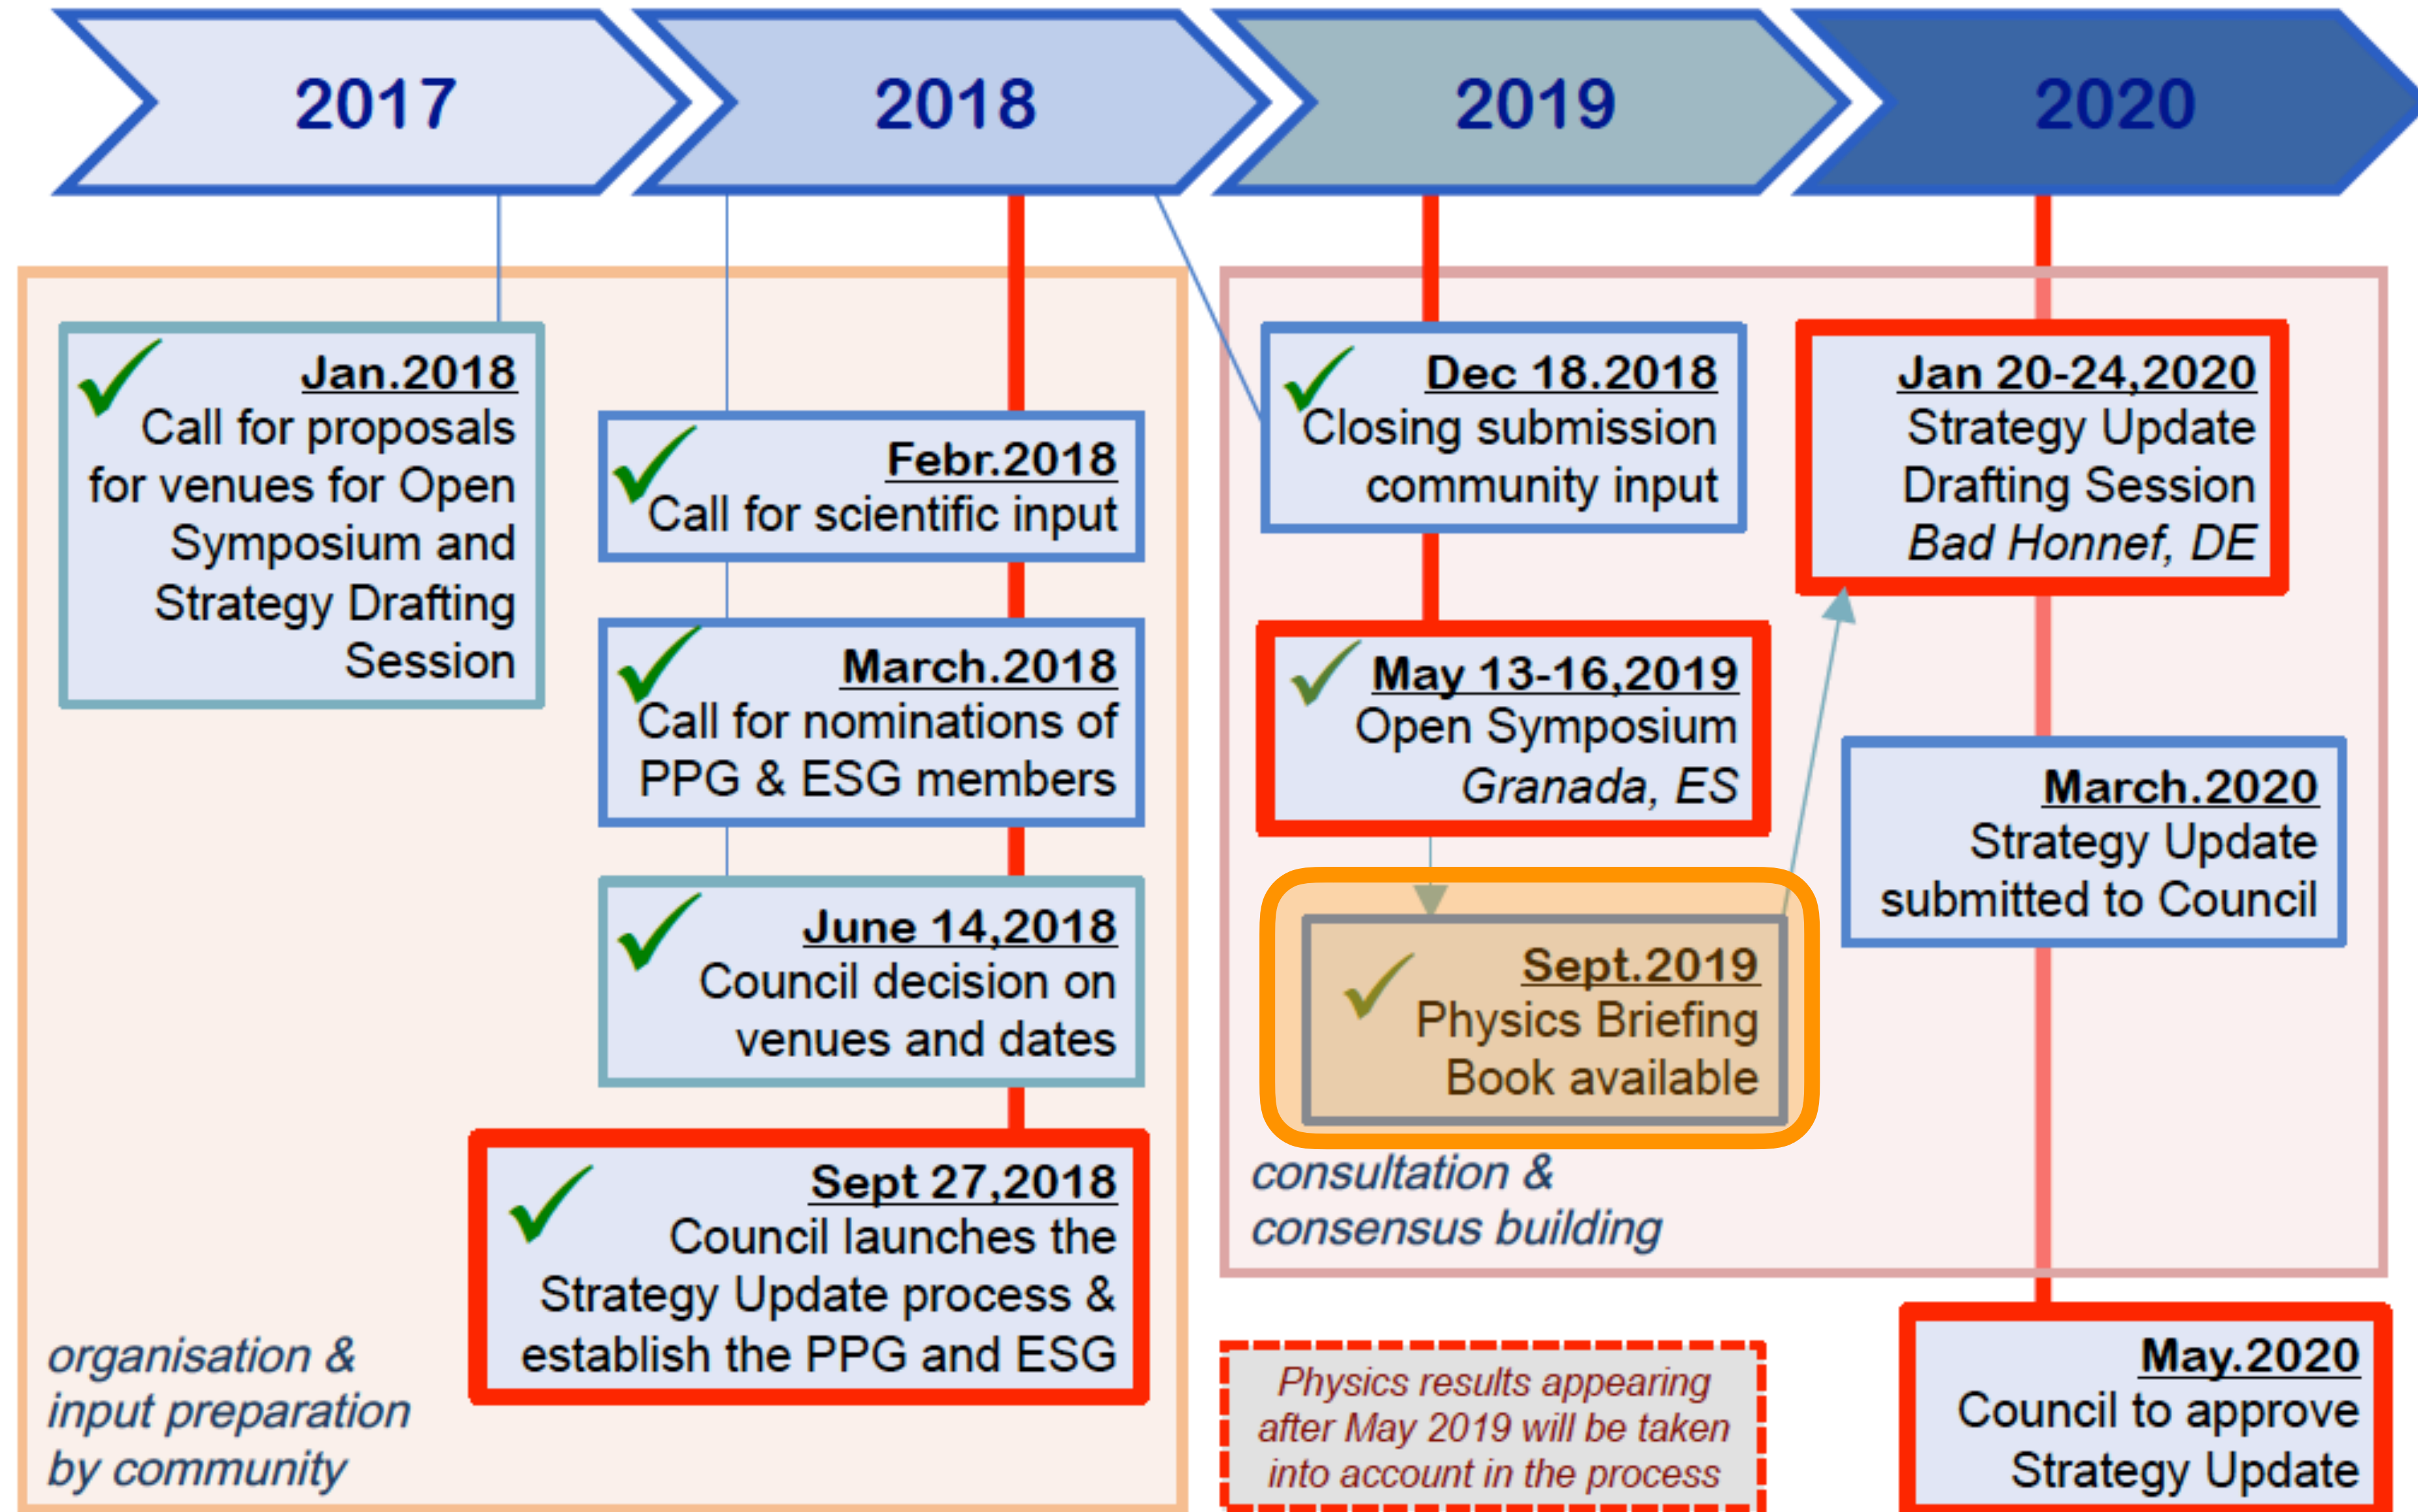 2017
2018
2019
2020
Jan.2018
Call for proposals
for venues for Open
Symposium and
Strategy Drafting
Session
Febr.2018
Call for scientific input
March.2018
Call for nominations of
PPG & ESG members
June 14,2018
Council decision on
venues and dates
Sept 27,2018
Council launches the
Strategy Update process &
establish the PPG and ESG
organisation &
input preparation
by community
Dec 18.2018
Closing submission
community input
May 13-16,2019
Open Symposium
Granada, ES
Sept.2019
Physics Briefing
Book available
consultation &
consensus building
Physics results appearing
after May 2019 will be taken
into account in the process
Jan 20-24,2020
Strategy Update
Drafting Session
Bad Honnef, DE
March.2020
Strategy Update
submitted to Council
May.2020
Council to approve
Strategy Update